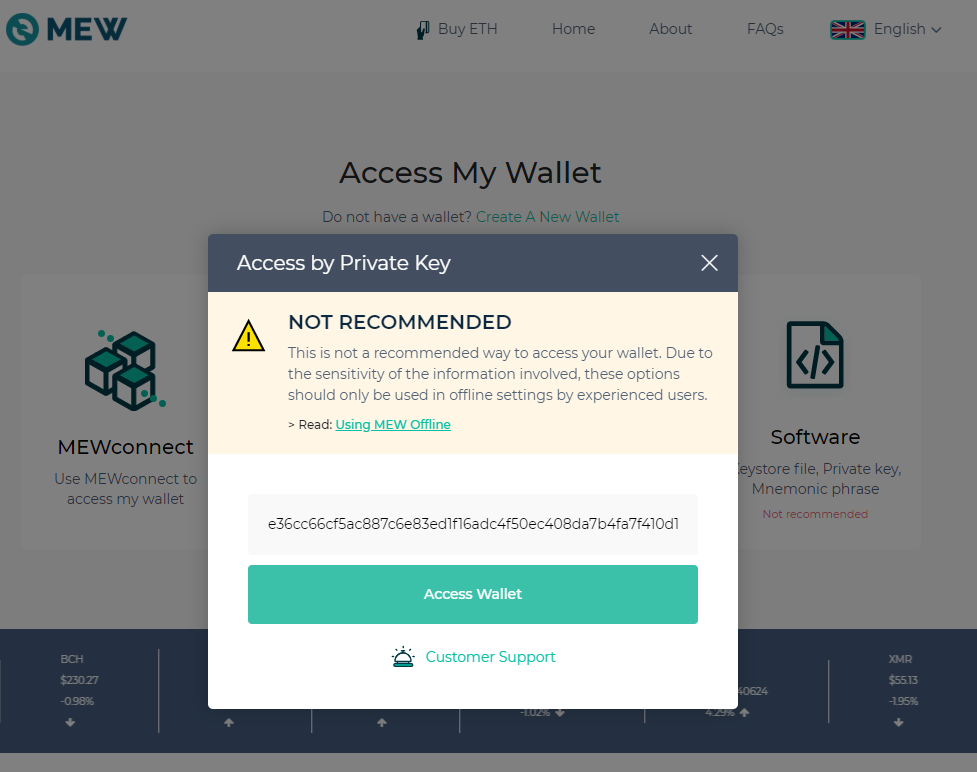 MEW
Buy ETH
Home
About
FAQs
English
Access My Wallet
Do not have a wallet? Create A New Wallet
Access by Private Key
NOT RECOMMENDED
This is not a recommended way to access your wallet. Due to
the sensitivity of the information involved, these options
should only be used in offline settings by experienced users.
> Read: Using MEW Offline
e36cc66cf5ac887c6e83ed1f16adc4f50ec408da7b4fa7f410d1
Access Wallet
Customer Support
MEWconnect
Use MEWconnect to
access my wallet
Software
Keystore file, Private key,
Mnemonic phrase
Not recommended
BCH
$230.27
-0.98%
-1.02%
40624
4.29%
XMR
$55.13
-1.95%